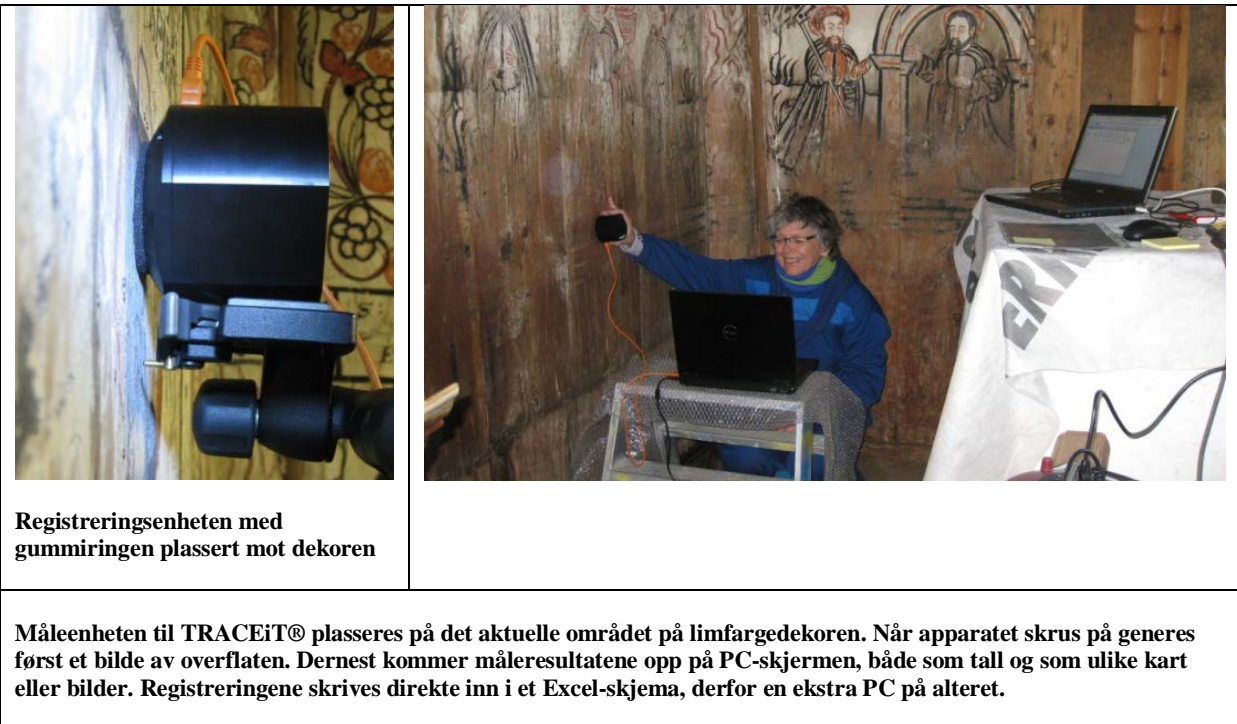 Registreringsenheten med
gummiringen plassert mot dekoren
Måleenheten til TRACEiT® plasseres på det aktuelle området på limfargedekoren. Når apparatet skrus på generes
først et bilde av overflaten. Dernest kommer måleresultatene opp på PC-skjermen, både som tall og som ulike kart
eller bilder. Registreringene skrives direkte inn i et Excel-skjema, derfor en ekstra PC på alteret.